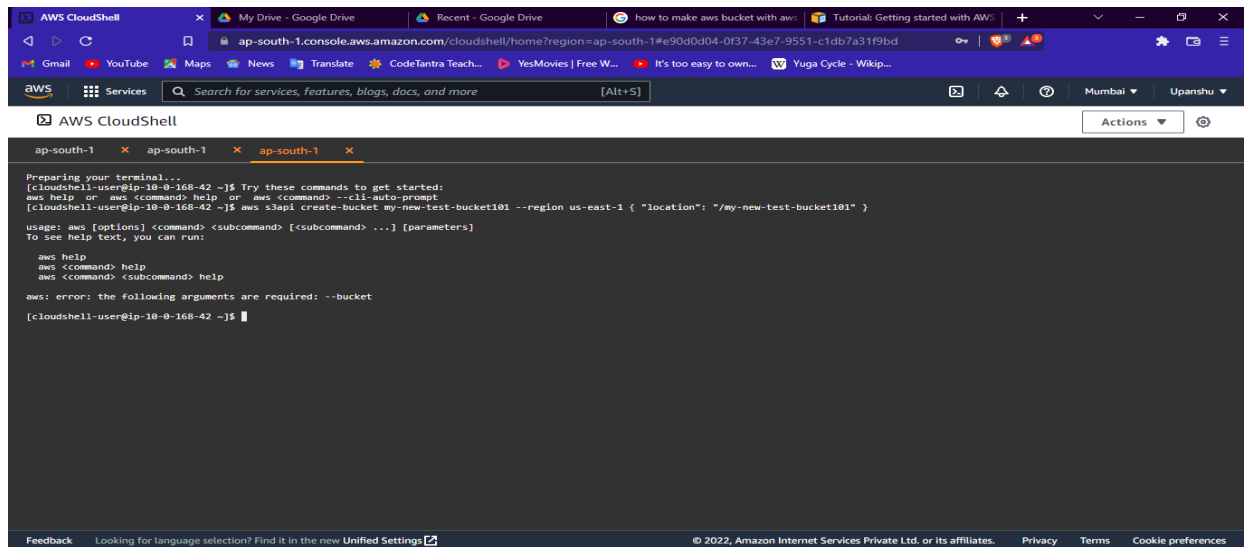 AWS CloudShell
My Drive - Google Drive
Recent - Google Drive
how to make aws bucket with aws
Tutorial: Getting started with AWS
ap-south-1.console.aws.amazon.com/cloudshell/home?region=ap-south-1#e90d0d04-0f37-43e7-9551-c1db7a31f9bd
Gmail YouTube Maps News Translate CodeTantra Teach... YesMovies | Free W... It's too easy to own... Yuga Cycle - Wikip...
aws Services Search for services, features, blogs, docs, and more [Alt+S] Mumbai ▼ Upanshu ▼
AWS CloudShell Actions ▼
ap-south-1 × ap-south-1 × ap-south-1 ×
Preparing your terminal...
[cloudshell-user@ip-10-0-168-42 ~]$ Try these commands to get started:
aws help or aws <command> help or aws <command> --cli-auto-prompt
[cloudshell-user@ip-10-0-168-42 ~]$ aws s3api create-bucket my-new-test-bucket101 --region us-east-1 { "location": "/my-new-test-bucket101" }
usage: aws [options] <command> <subcommand> [<subcommand> ...] [parameters]
To see help text, you can run:
aws help
aws <command> help
aws <command> <subcommand> help
aws: error: the following arguments are required: --bucket
[cloudshell-user@ip-10-0-168-42 ~]$
Feedback Looking for language selection? Find it in the new Unified Settings © 2022, Amazon Internet Services Private Ltd. or its affiliates. Privacy Terms Cookie preferences